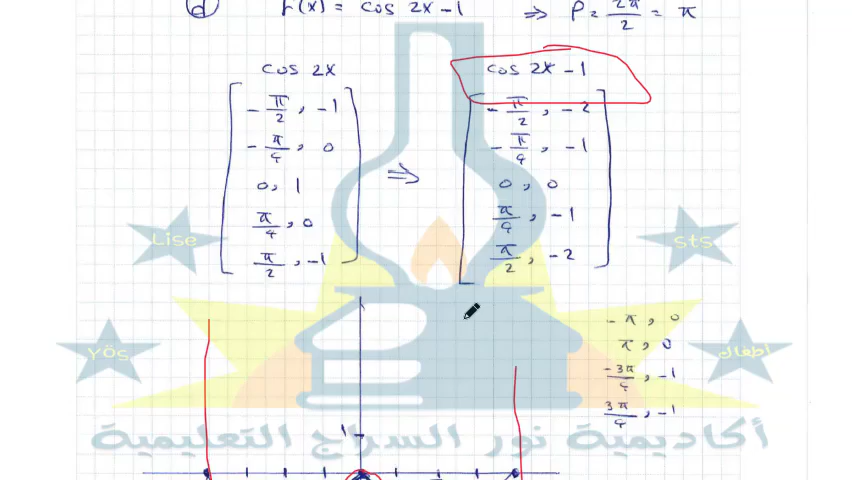 d f(x) = cos 2x - 1 ⇒ P = 2π/2 = π
cos 2x
cos 2x - 1
-π/2 , -1
-π/4 , 0
0 , 1
π/4 , 0
π/2 , -1
⇒
-π/2 , -2
-π/4 , -1
0 , 0
π/4 , -1
π/2 , -2
Lise
sts
YÖS
أطفال
-π , 0
π , 0
-3π/4 , -1
3π/4 , -1
1
أكاديمية نور السراج التعليمية